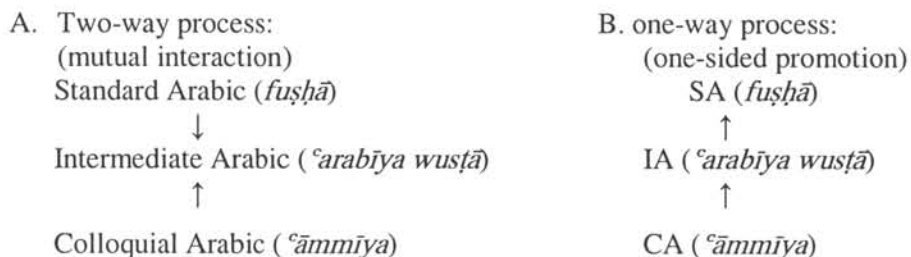 A. Two-way process:
(mutual interaction)
Standard Arabic (fuṣḥā)
↓
Intermediate Arabic (ʿarabīya wusṭā)
↑
Colloquial Arabic (ʿāmmīya)
B. one-way process:
(one-sided promotion)
SA (fuṣḥā)
↑
IA (ʿarabīya wusṭā)
↑
CA (ʿāmmīya)